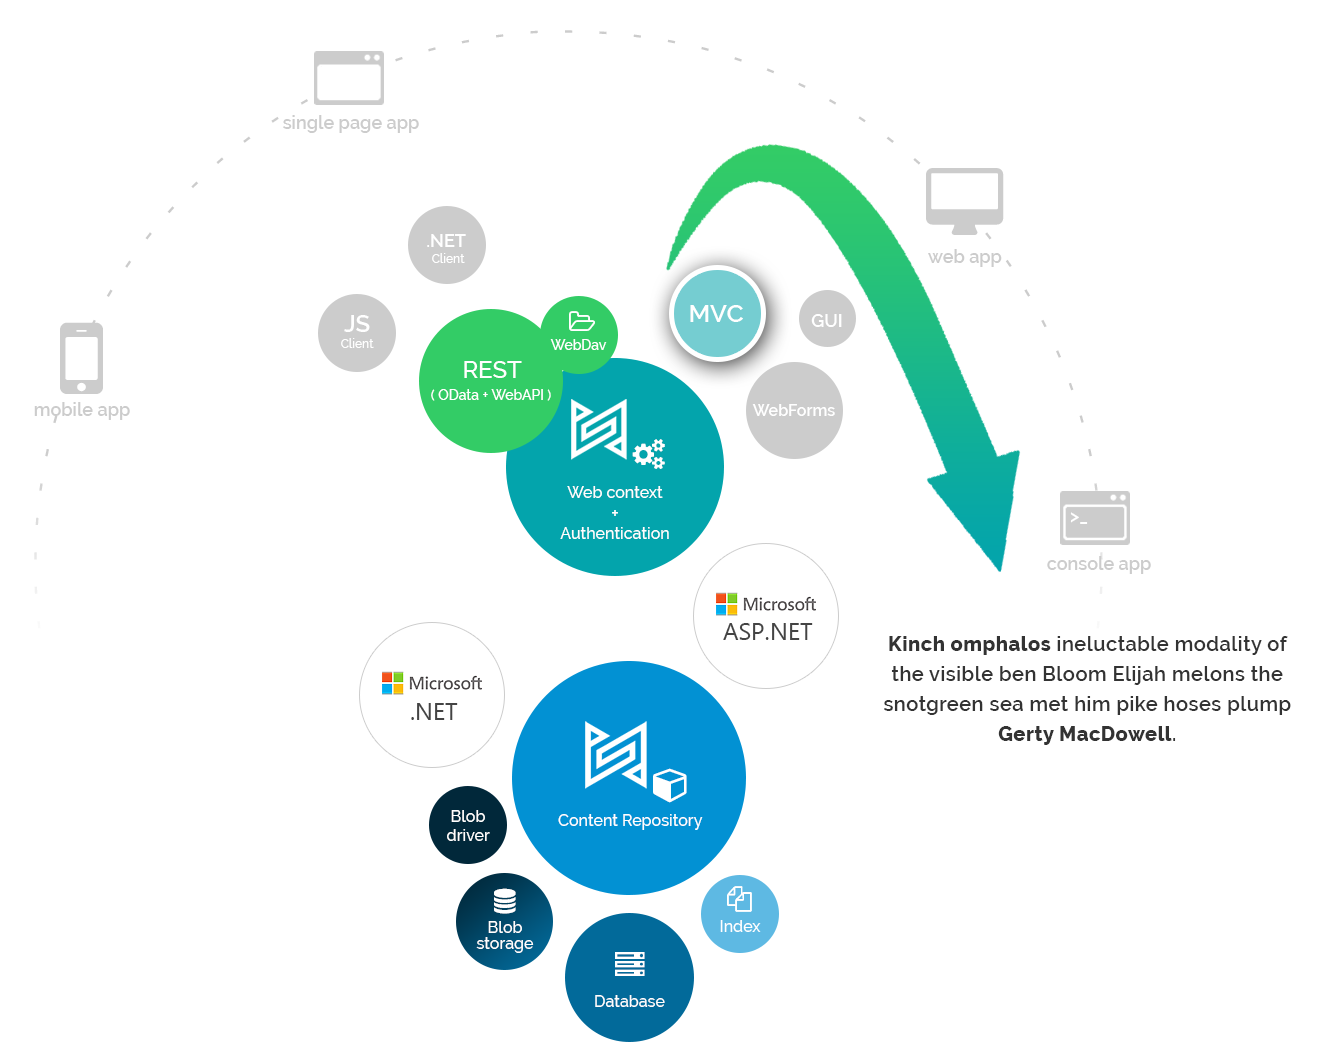 single page app
web app
.NET
Client
JS
Client
MVC
GUI
WebDav
REST
( OData + WebAPI )
mobile app
WebForms
Web context
+
Authentication
>_
console app
Microsoft
ASP.NET
Kinch omphalos ineluctable modality of
the visible ben Bloom Elijah melons the
snotgreen sea met him pike hoses plump
Gerty MacDowell.
Microsoft
.NET
Content Repository
Blob
driver
Blob
storage
Index
Database